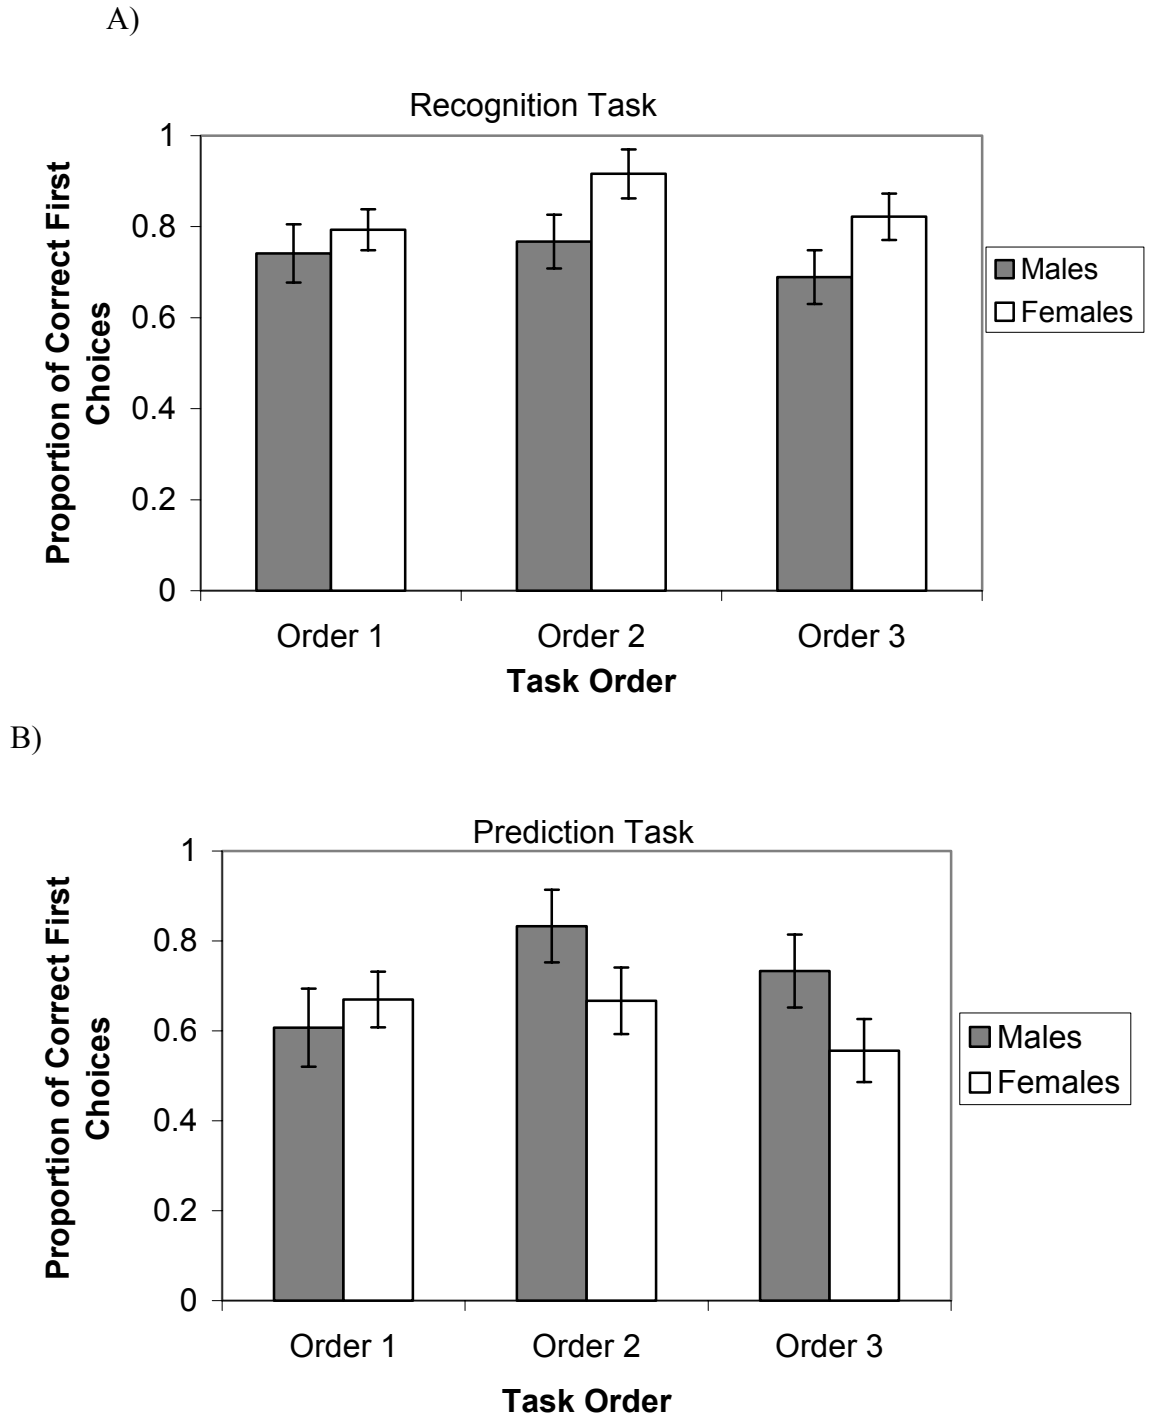 A)
Recognition Task
1
0.8
0.6
0.4
0.2
0
Proportion of Correct First
Choices
Order 1 Order 2 Order 3
Task Order
Males
Females
B)
Prediction Task
1
0.8
0.6
0.4
0.2
0
Proportion of Correct First
Choices
Order 1 Order 2 Order 3
Task Order
Males
Females